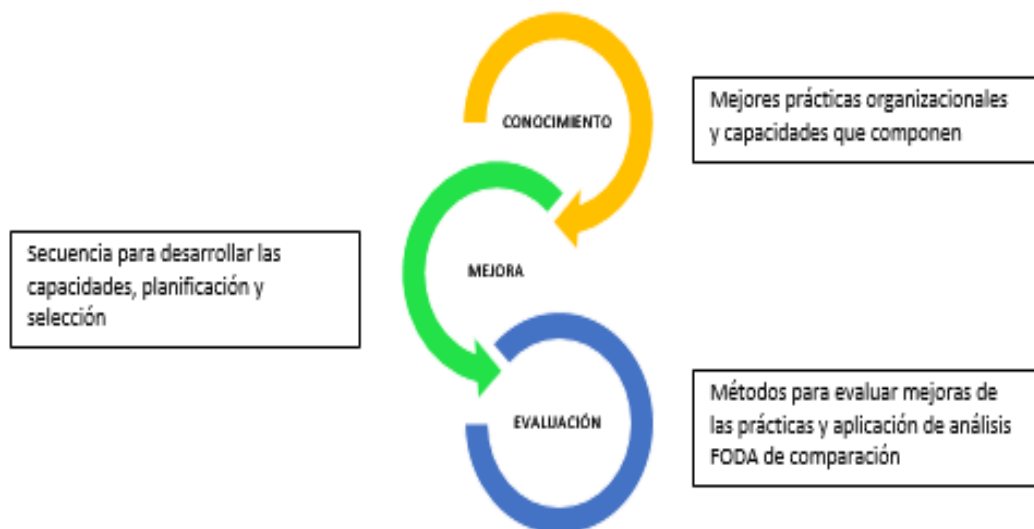 CONOCIMIENTO
Mejores prácticas organizacionales
y capacidades que componen
MEJORA
Secuencia para desarrollar las
capacidades, planificación y
selección
EVALUACIÓN
Métodos para evaluar mejoras de
las prácticas y aplicación de análisis
FODA de comparación